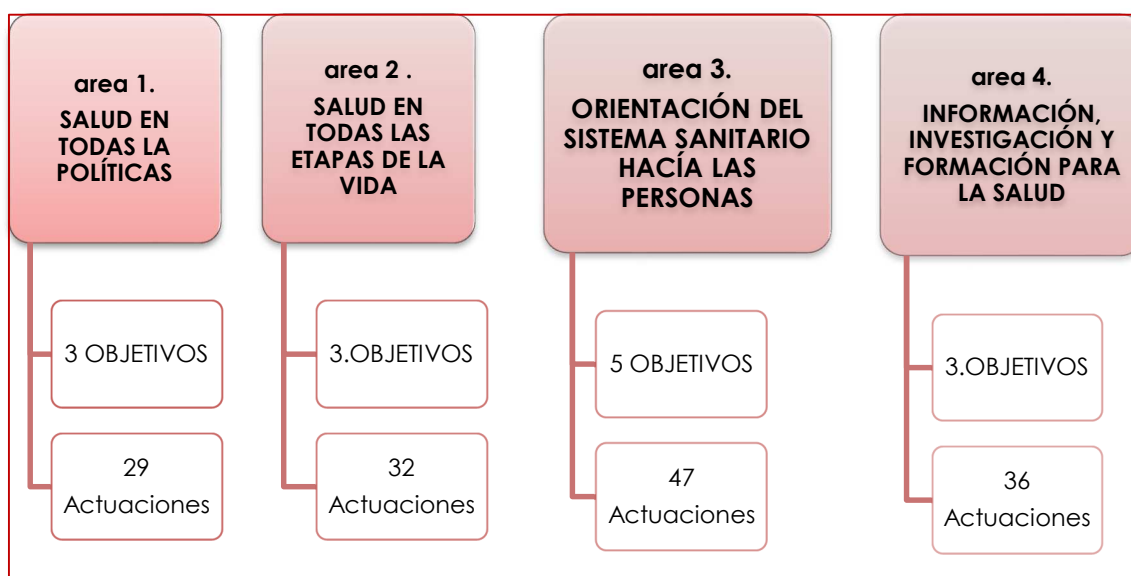 area 1.
SALUD EN
TODAS LA
POLÍTICAS
3 OBJETIVOS
29
Actuaciones
area 2 .
SALUD EN
TODAS LAS
ETAPAS DE LA
VIDA
3.OBJETIVOS
32
Actuaciones
area 3.
ORIENTACIÓN DEL
SISTEMA SANITARIO
HACÍA LAS
PERSONAS
5 OBJETIVOS
47
Actuaciones
area 4.
INFORMACIÓN,
INVESTIGACIÓN Y
FORMACIÓN PARA
LA SALUD
3.OBJETIVOS
36
Actuaciones